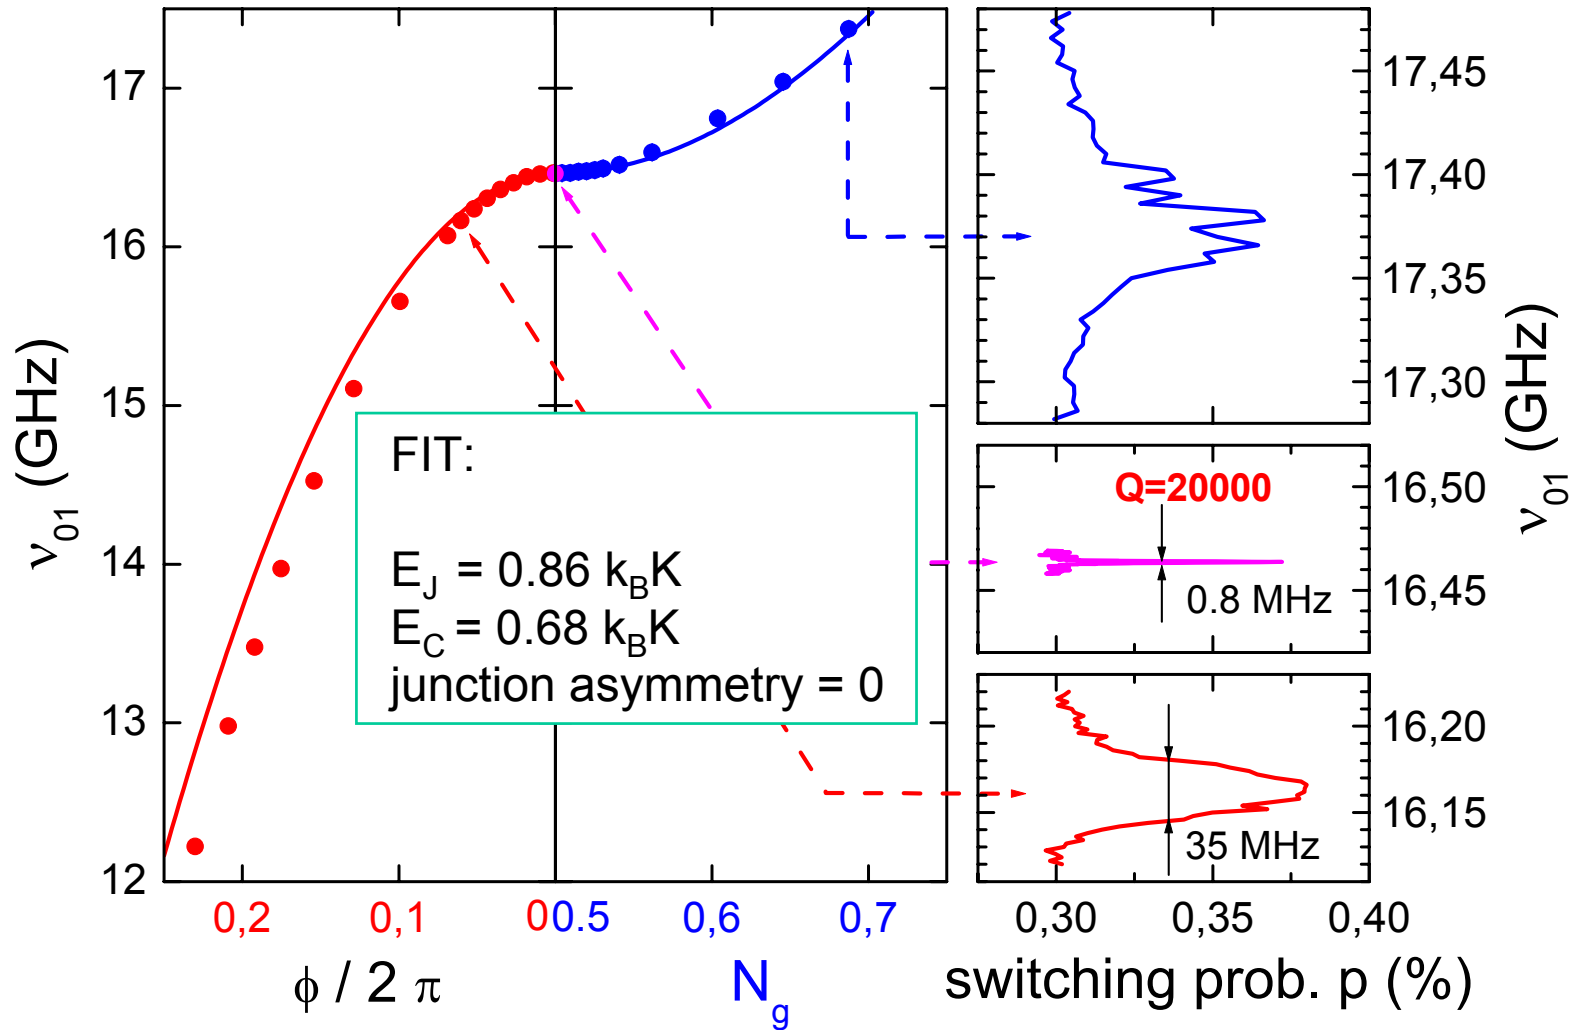 ν01 (GHz)
17
16
15
14
13
12
0,2
0,1
0
0.5
0,6
0,7
ϕ / 2 π
Ng
FIT:
EJ = 0.86 kBK
EC = 0.68 kBK
junction asymmetry = 0
17,45
17,40
17,35
17,30
Q=20000
0.8 MHz
16,50
16,45
35 MHz
16,20
16,15
ν01 (GHz)
0,30
0,35
0,40
switching prob. p (%)